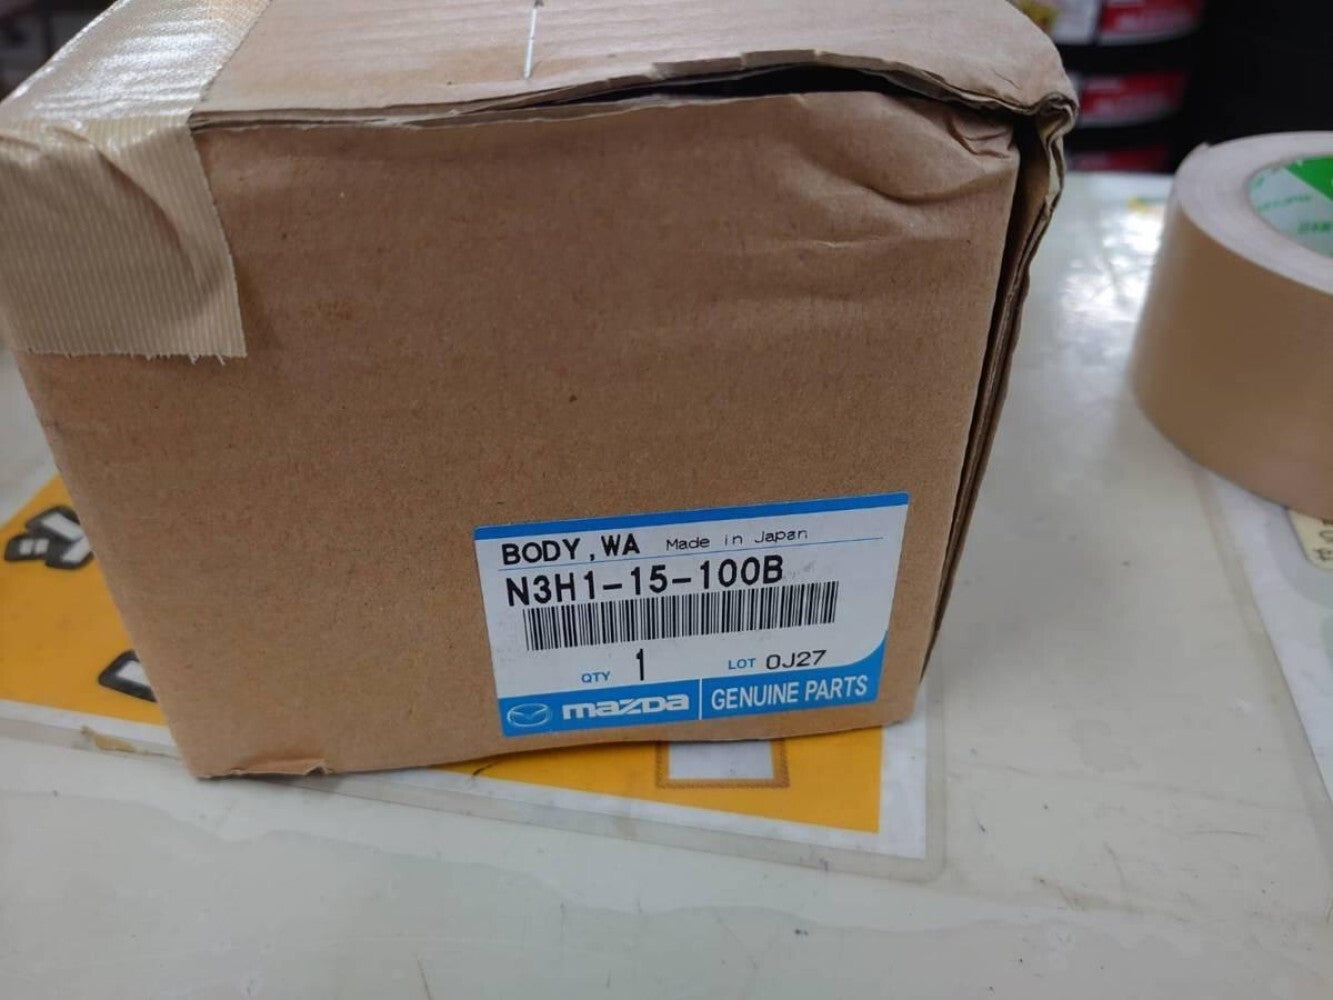 BODY,WA Made in Japan
N3H1-15-100B
QTY 1 LOT 0J27
mazda GENUINE PARTS